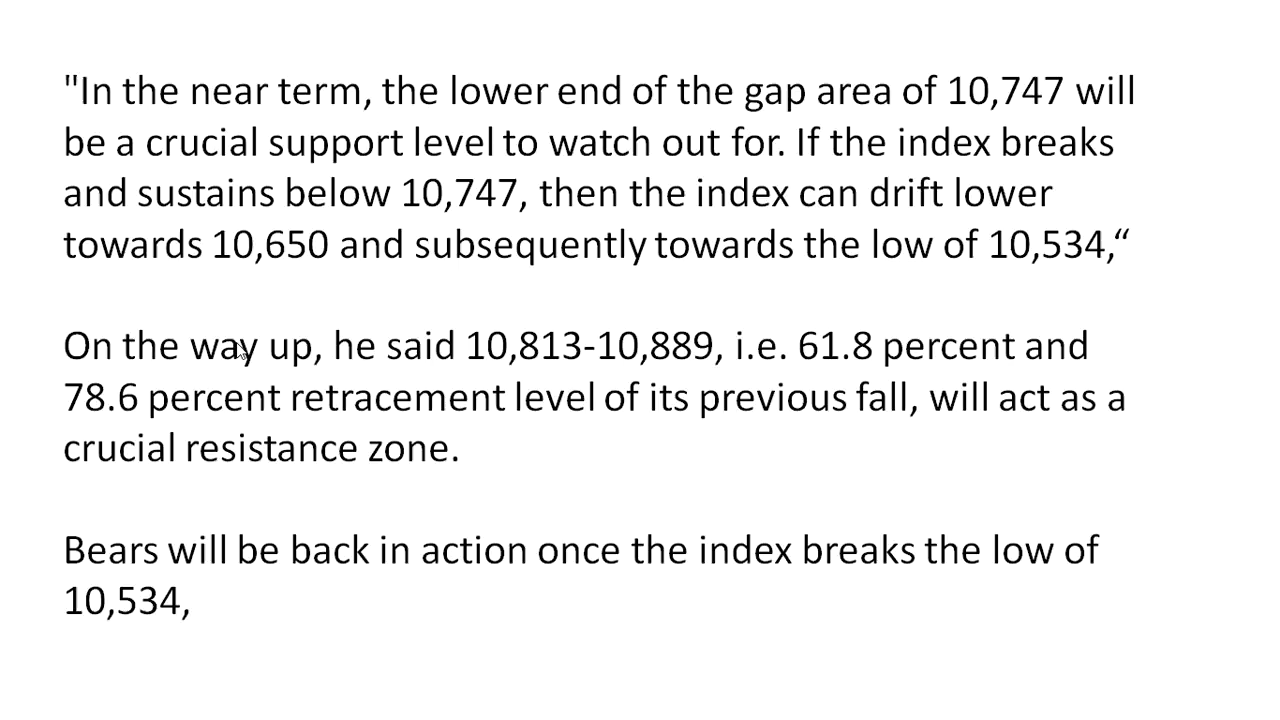 "In the near term, the lower end of the gap area of 10,747 will
be a crucial support level to watch out for. If the index breaks
and sustains below 10,747, then the index can drift lower
towards 10,650 and subsequently towards the low of 10,534,“
On the way up, he said 10,813-10,889, i.e. 61.8 percent and
78.6 percent retracement level of its previous fall, will act as a
crucial resistance zone.
Bears will be back in action once the index breaks the low of
10,534,